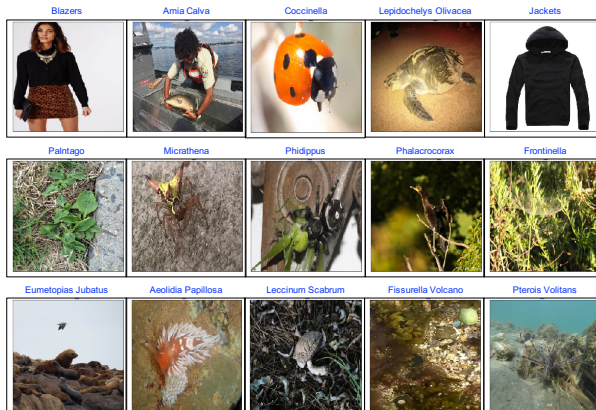 Blazers
Amia Calva
Coccinella
Lepidochelys Olivacea
Jackets
Palntago
Micrathena
Phidippus
Phalacrocorax
Frontinella
Eumetopias Jubatus
Aeolidia Papillosa
Leccinum Scabrum
Fissurella Volcano
Pterois Volitans